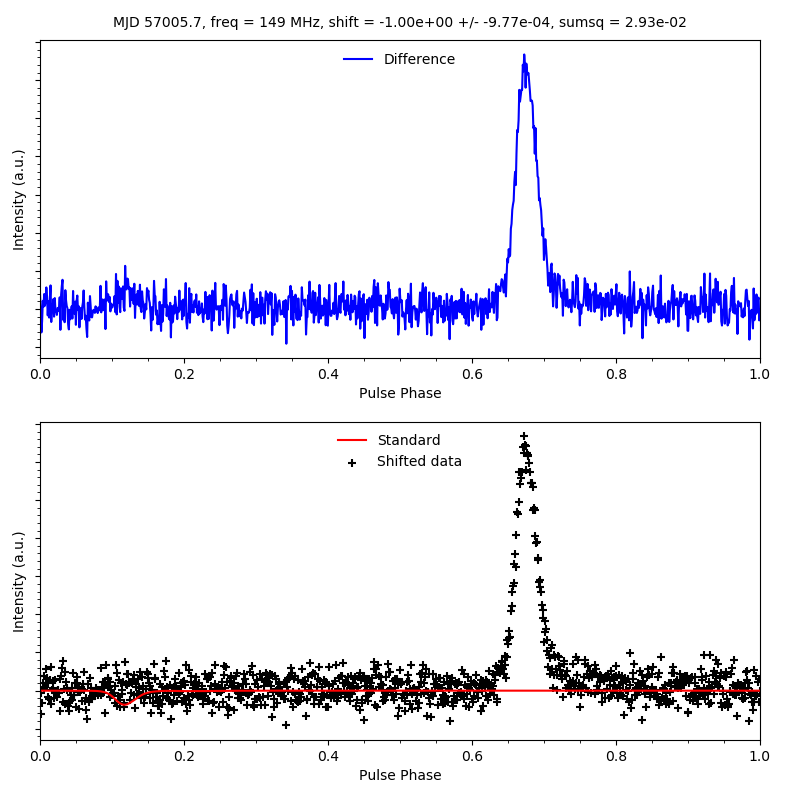 MJD 57005.7, freq = 149 MHz, shift = -1.00e+00 +/- -9.77e-04, sumsq = 2.93e-02
Difference
Intensity (a.u.)
0.0 0.2 0.4 0.6 0.8 1.0
Pulse Phase
Standard
Shifted data
Intensity (a.u.)
0.0 0.2 0.4 0.6 0.8 1.0
Pulse Phase